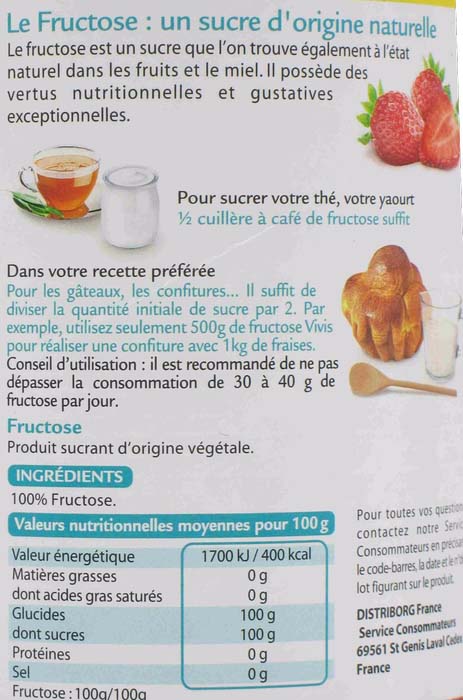 Le Fructose : un sucre d'origine naturelle
Le fructose est un sucre que l'on trouve également à l'état
naturel dans les fruits et le miel. Il possède des
vertus nutritionnelles et gustatives
exceptionnelles.
Pour sucrer votre thé, votre yaourt
½ cuillère à café de fructose suffit
Dans votre recette préférée
Pour les gâteaux, les confitures... Il suffit de
diviser la quantité initiale de sucre par 2. Par
exemple, utilisez seulement 500g de fructose Vivis
pour réaliser une confiture avec 1kg de fraises.
Conseil d'utilisation : il est recommandé de ne pas
dépasser la consommation de 30 à 40 g de
fructose par jour.
Fructose
Produit sucrant d'origine végétale.
INGRÉDIENTS
100% Fructose.
Valeurs nutritionnelles moyennes pour 100 g
Valeur énergétique 1700 kJ / 400 kcal
Matières grasses 0 g
dont acides gras saturés 0 g
Glucides 100 g
dont sucres 100 g
Protéines 0 g
Sel 0 g
Fructose : 100g/100g
Pour toutes vos question
contactez notre Servic
Consommateurs en précisan
le code-barres, la date et le n°
lot figurant sur le produit.
DISTRIBORG France
Service Consommateurs
69561 St Genis Laval Cedex
France